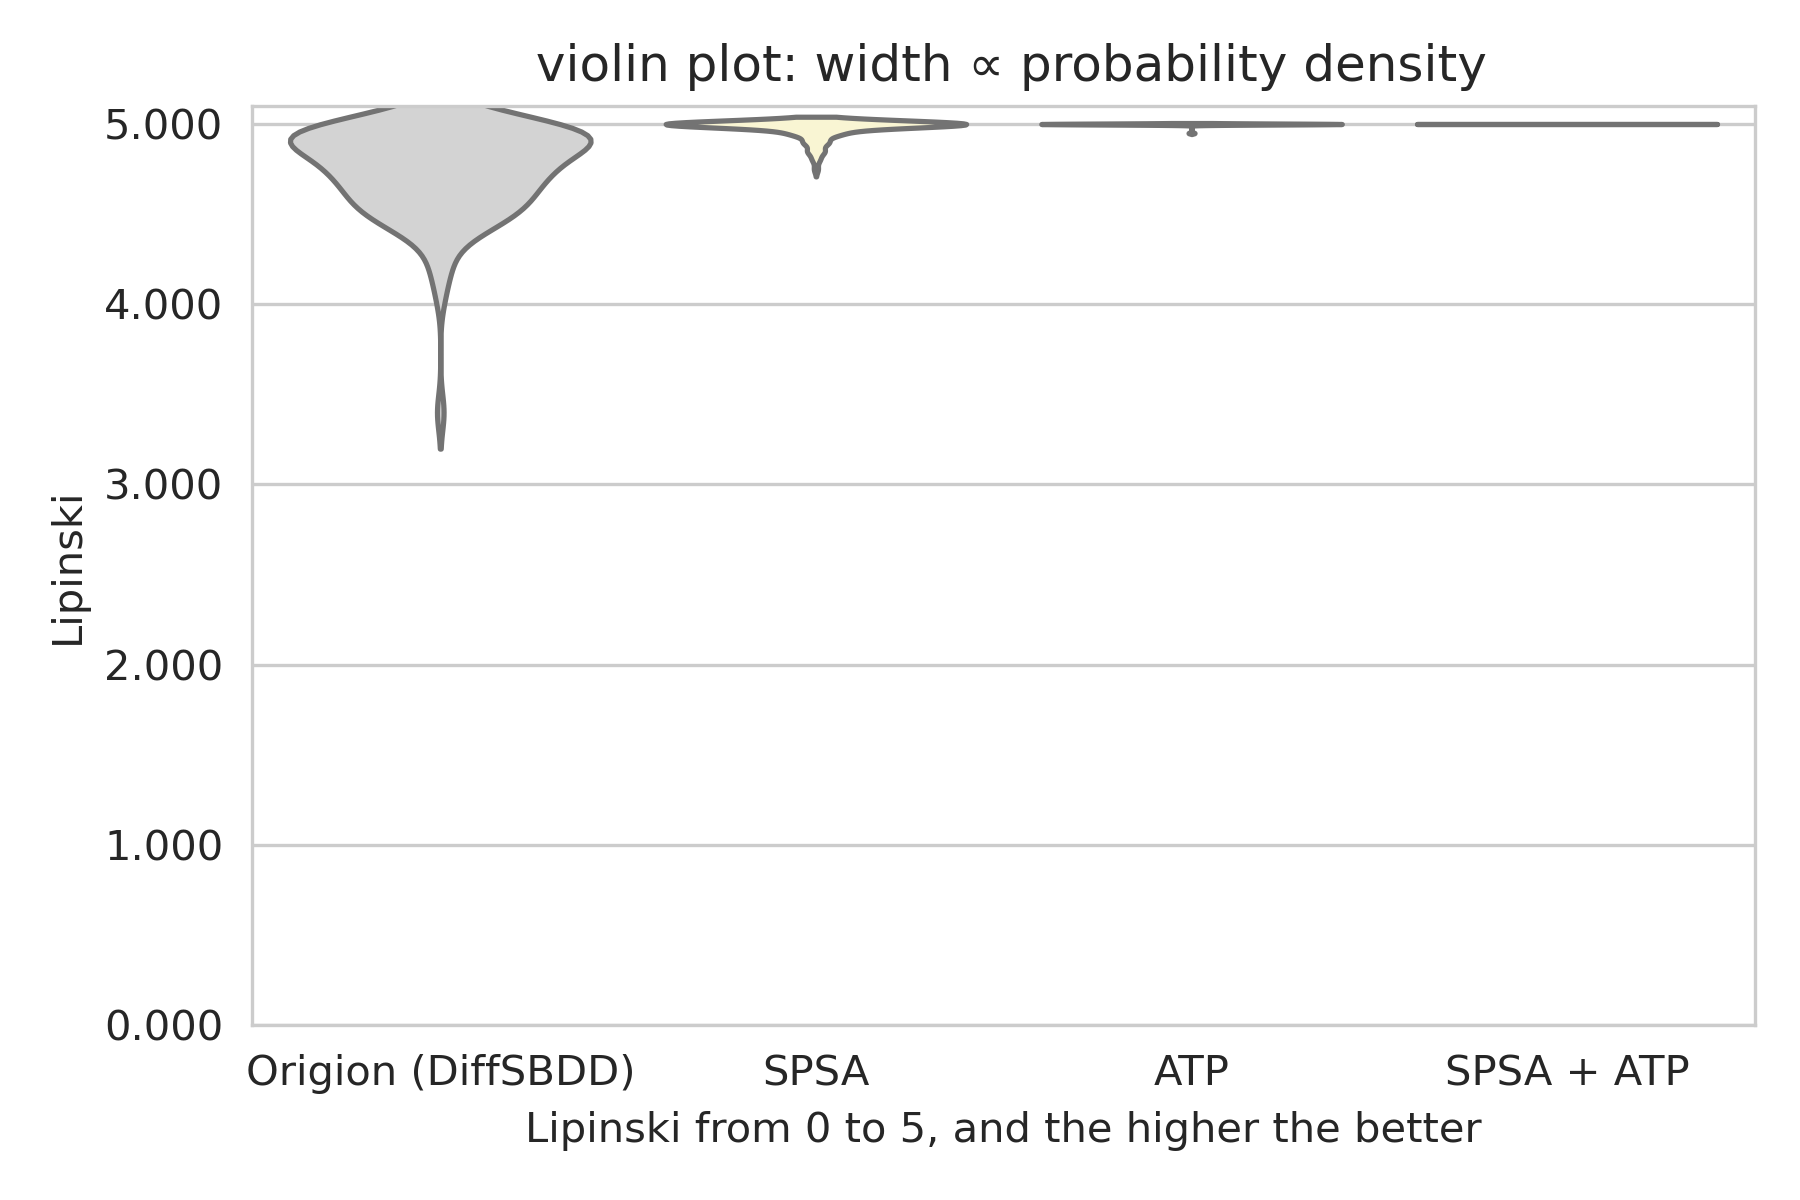 violin plot: width ∝ probability density
5.000
4.000
3.000
2.000
1.000
0.000
Lipinski
Origion (DiffSBDD) SPSA ATP SPSA + ATP
Lipinski from 0 to 5, and the higher the better